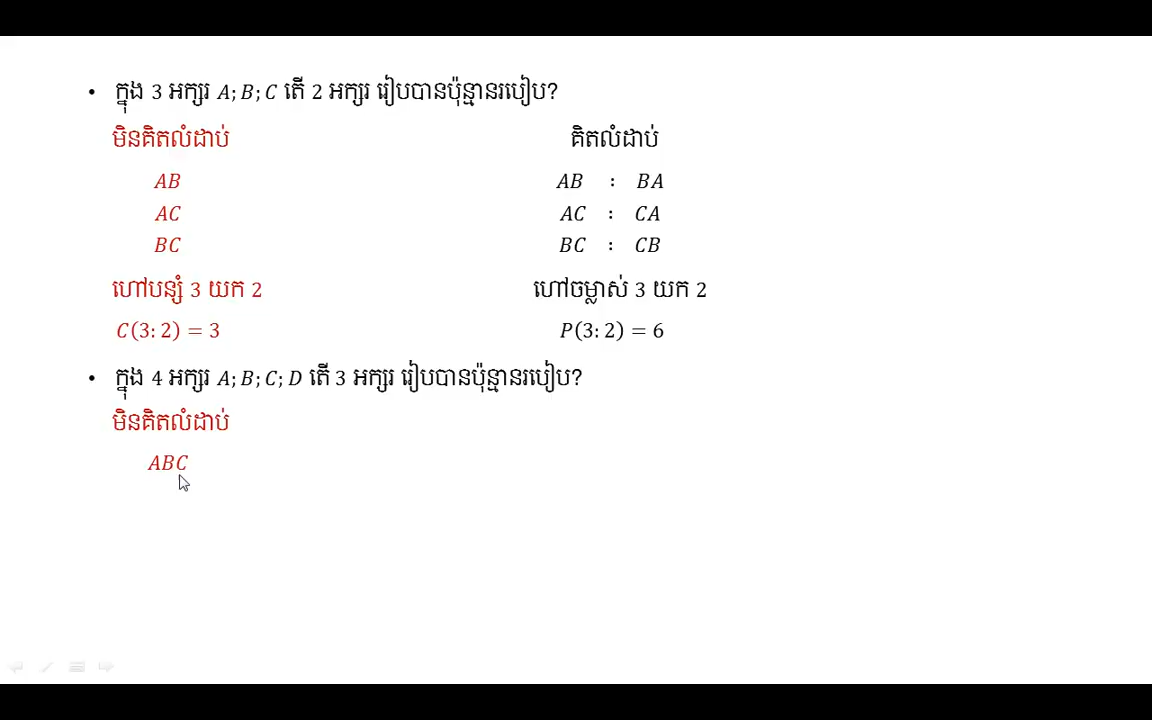 • ក្នុង 3 អក្សរ A; B; C តើ 2 អក្សរ រៀបបានប៉ុន្មានរបៀប?
មិនគិតលំដាប់ គិតលំដាប់
AB AB : BA
AC AC : CA
BC BC : CB
ហៅបន្សំ 3 យក 2 ហៅចម្លាស់ 3 យក 2
C(3: 2) = 3 P(3: 2) = 6
• ក្នុង 4 អក្សរ A; B; C; D តើ 3 អក្សរ រៀបបានប៉ុន្មានរបៀប?
មិនគិតលំដាប់
ABC